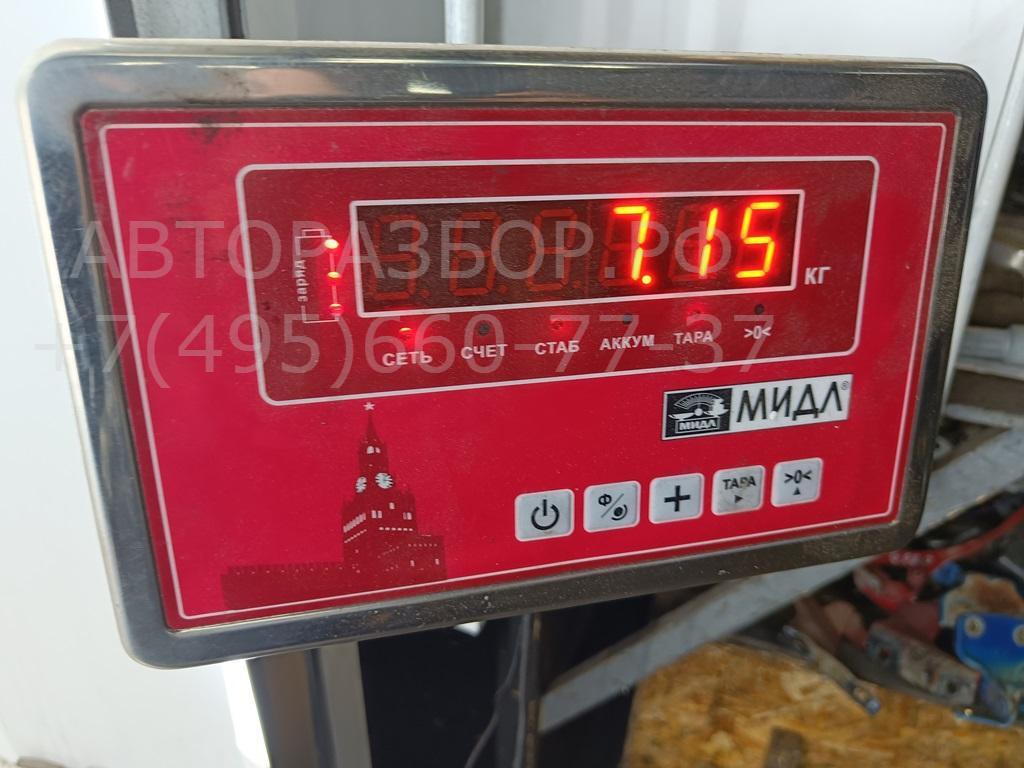 АВТОРАЗБОР.РФ
7.15
КГ
заряд
+7(495)660-77-37
СЕТЬ СЧЕТ СТАБ АККУМ ТАРА >0<
МИДЛ МИДЛ®
Ф/ + ТАРА >0<